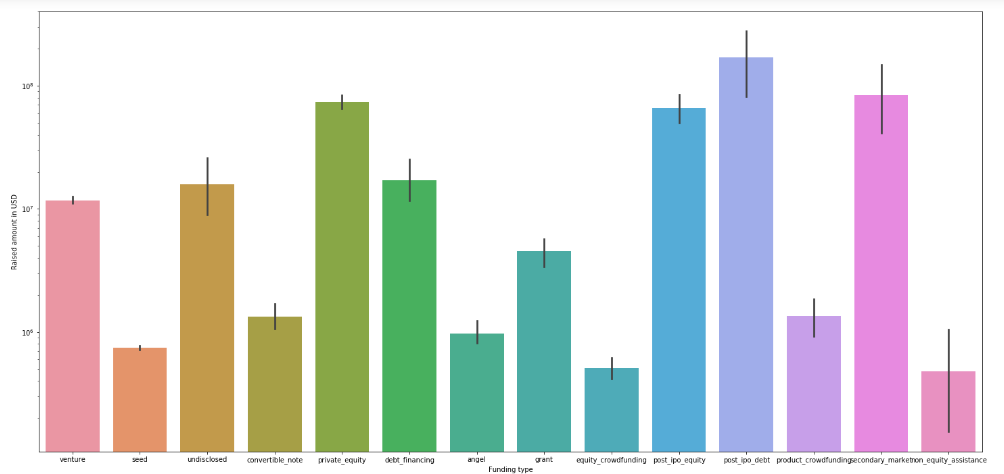 Raised amount in USD
10⁸
10⁷
10⁶
venture seed undisclosed convertible_note private_equity debt_financing angel grant equity_crowdfunding post_ipo_equity post_ipo_debt product_crowdfunding secondary_market non_equity_assistance
Funding type